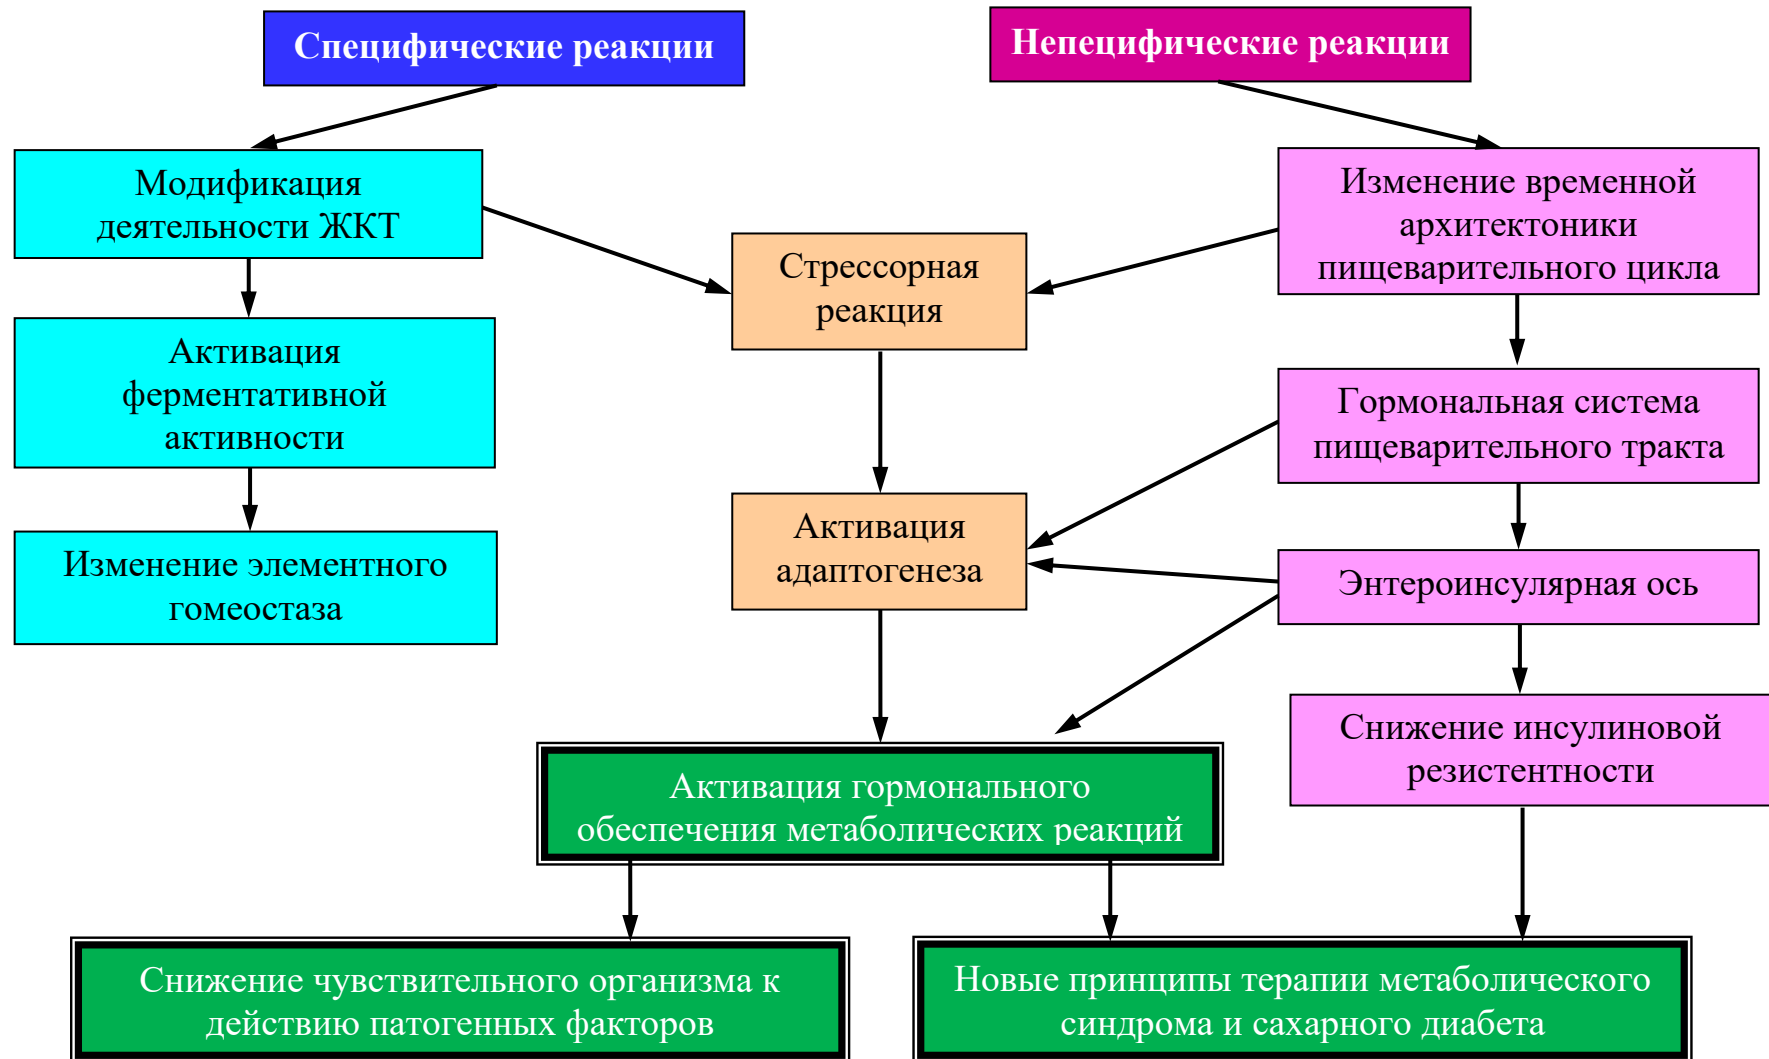 Специфические реакции
Непецифические реакции
Модификация
деятельности ЖКТ
Изменение временной
архитектоники
пищеварительного цикла
Стрессорная
реакция
Активация
ферментативной
активности
Гормональная система
пищеварительного тракта
Активация
адаптогенеза
Изменение элементного
гомеостаза
Энтероинсулярная ось
Снижение инсулиновой
резистентности
Активация гормонального
обеспечения метаболических реакций
Снижение чувствительного организма к
действию патогенных факторов
Новые принципы терапии метаболического
синдрома и сахарного диабета